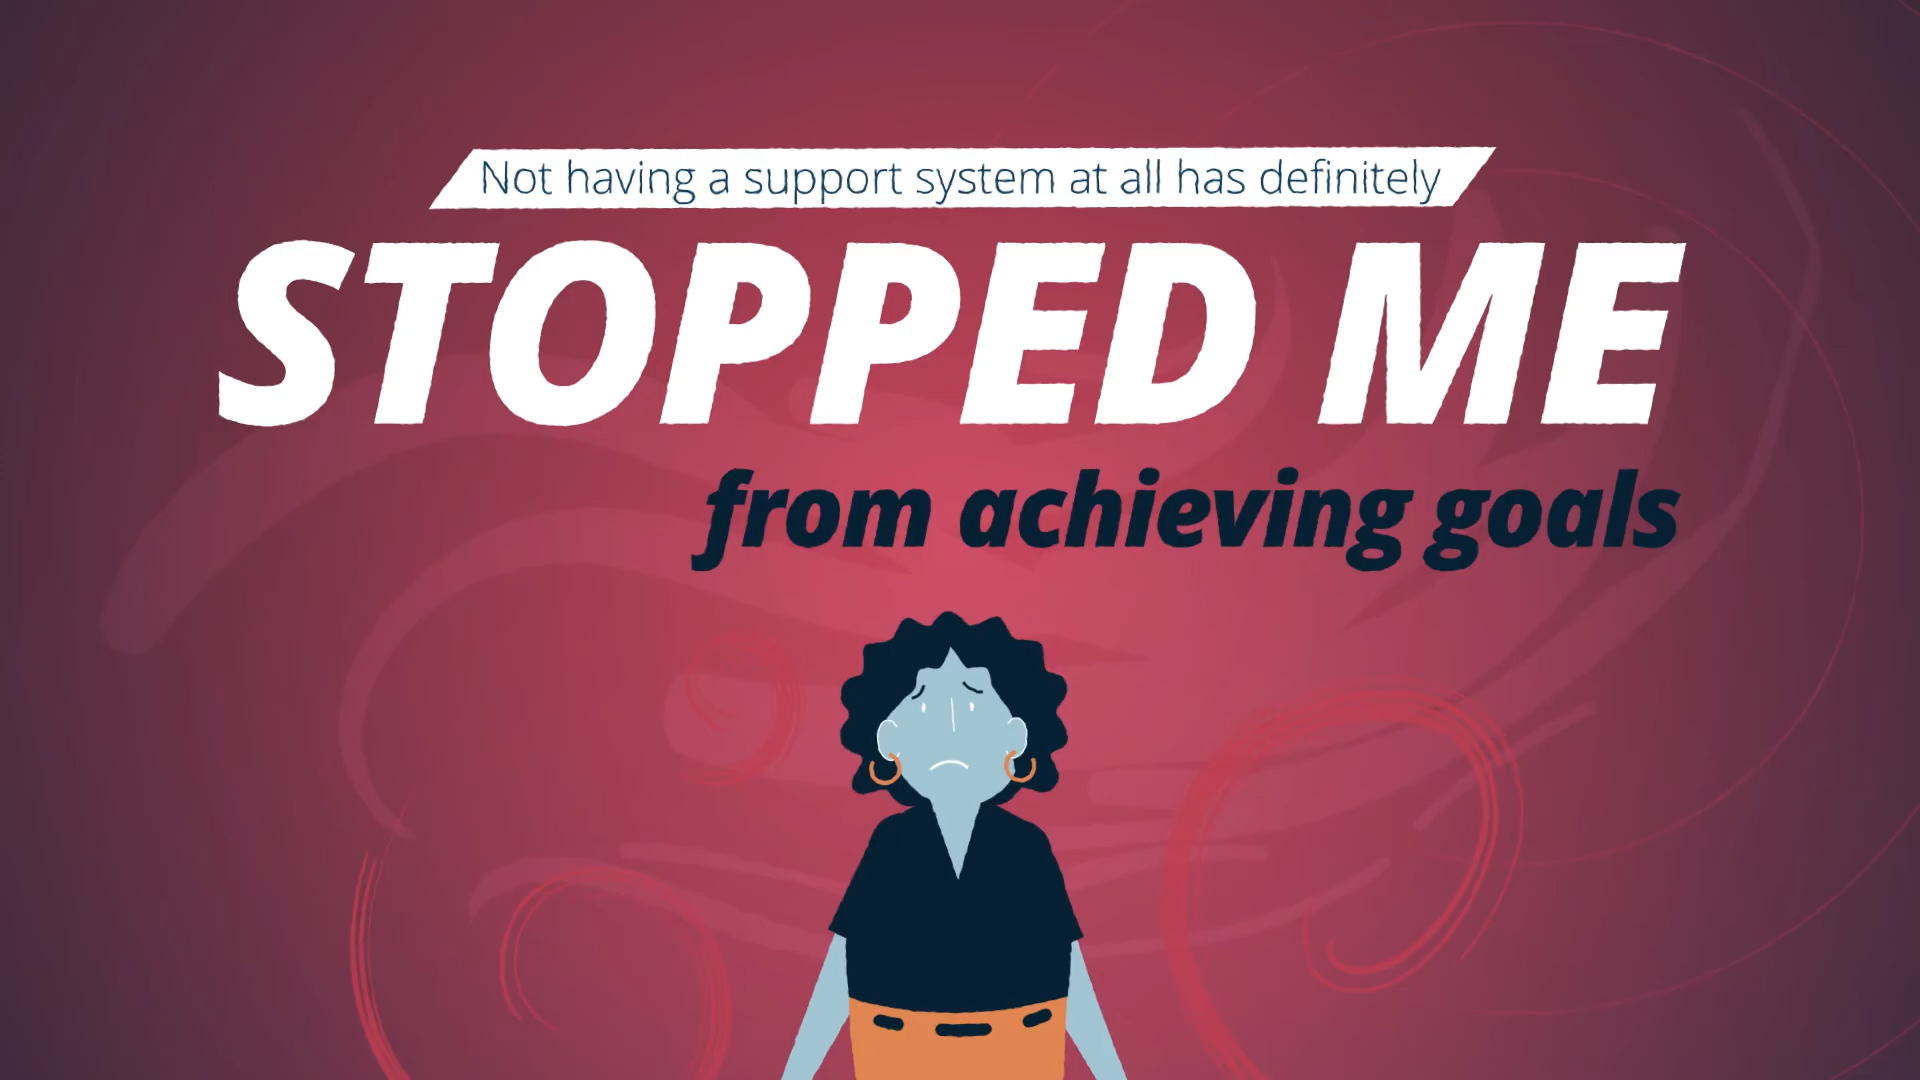 Not having a support system at all has definitely
STOPPED ME
from achieving goals